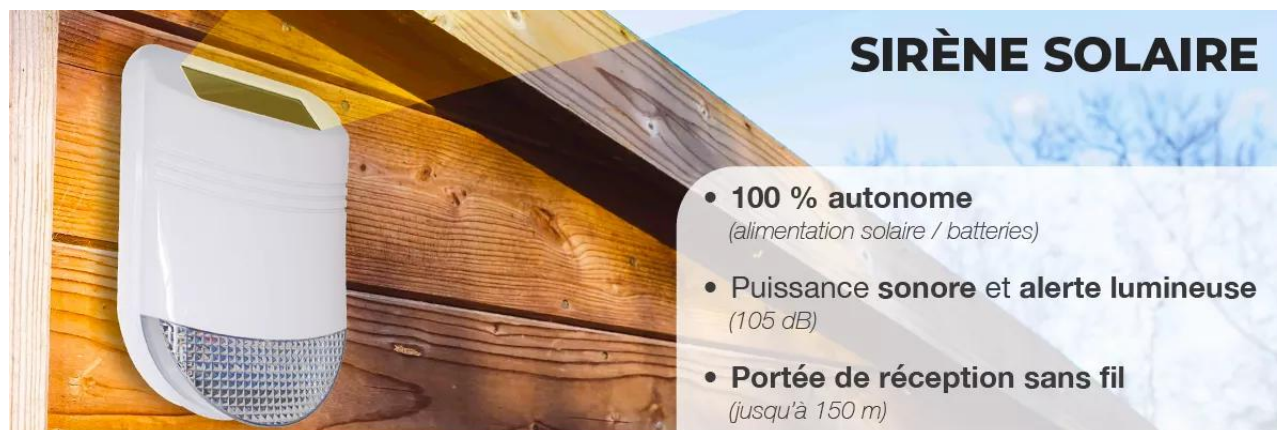 SIRÈNE SOLAIRE
• 100 % autonome
(alimentation solaire / batteries)
• Puissance sonore et alerte lumineuse
(105 dB)
• Portée de réception sans fil
(jusqu'à 150 m)